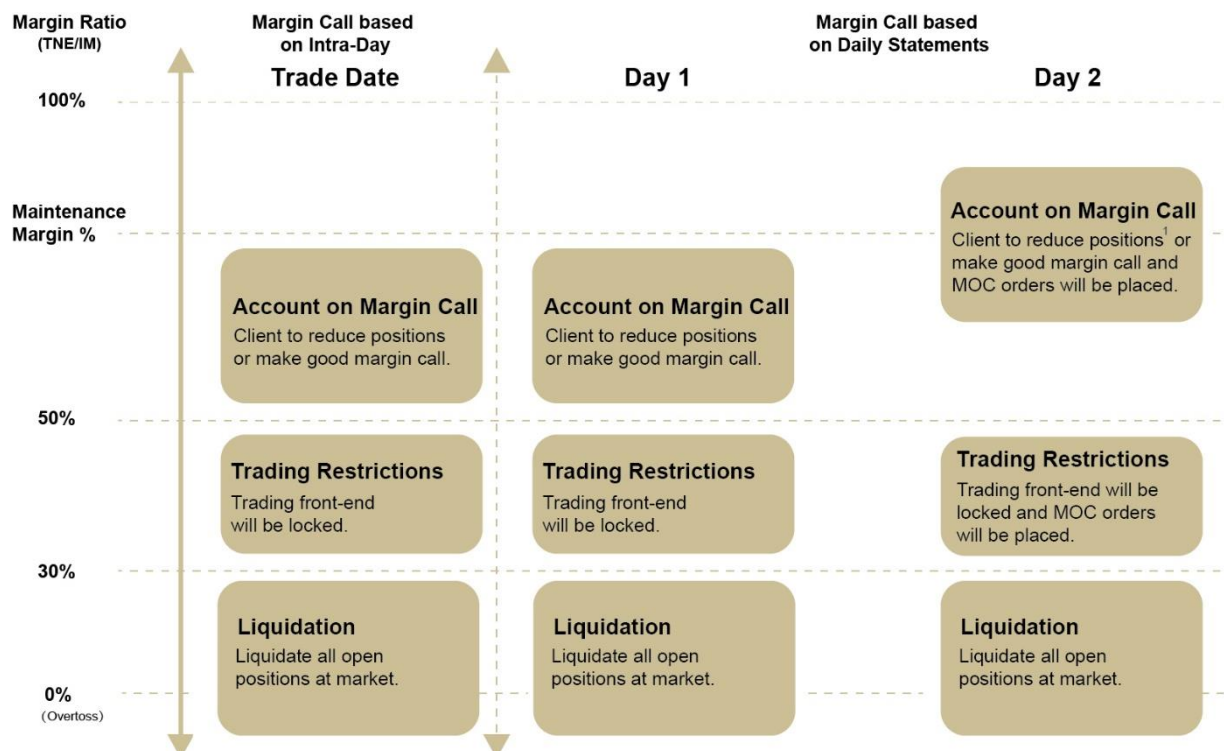 Margin Ratio
(TNE/IM)
Margin Call based
on Intra-Day
Margin Call based
on Daily Statements
Trade Date
Day 1
Day 2
100%
Maintenance
Margin %
Account on Margin Call
Client to reduce positions
or make good margin call.
Account on Margin Call
Client to reduce positions
or make good margin call.
Account on Margin Call
Client to reduce positions¹ or
make good margin call and
MOC orders will be placed.
50%
Trading Restrictions
Trading front-end
will be locked.
Trading Restrictions
Trading front-end
will be locked.
Trading Restrictions
Trading front-end will be
locked and MOC orders
will be placed.
30%
Liquidation
Liquidate all open
positions at market.
Liquidation
Liquidate all open
positions at market.
Liquidation
Liquidate all open
positions at market.
0%
(Overtoss)